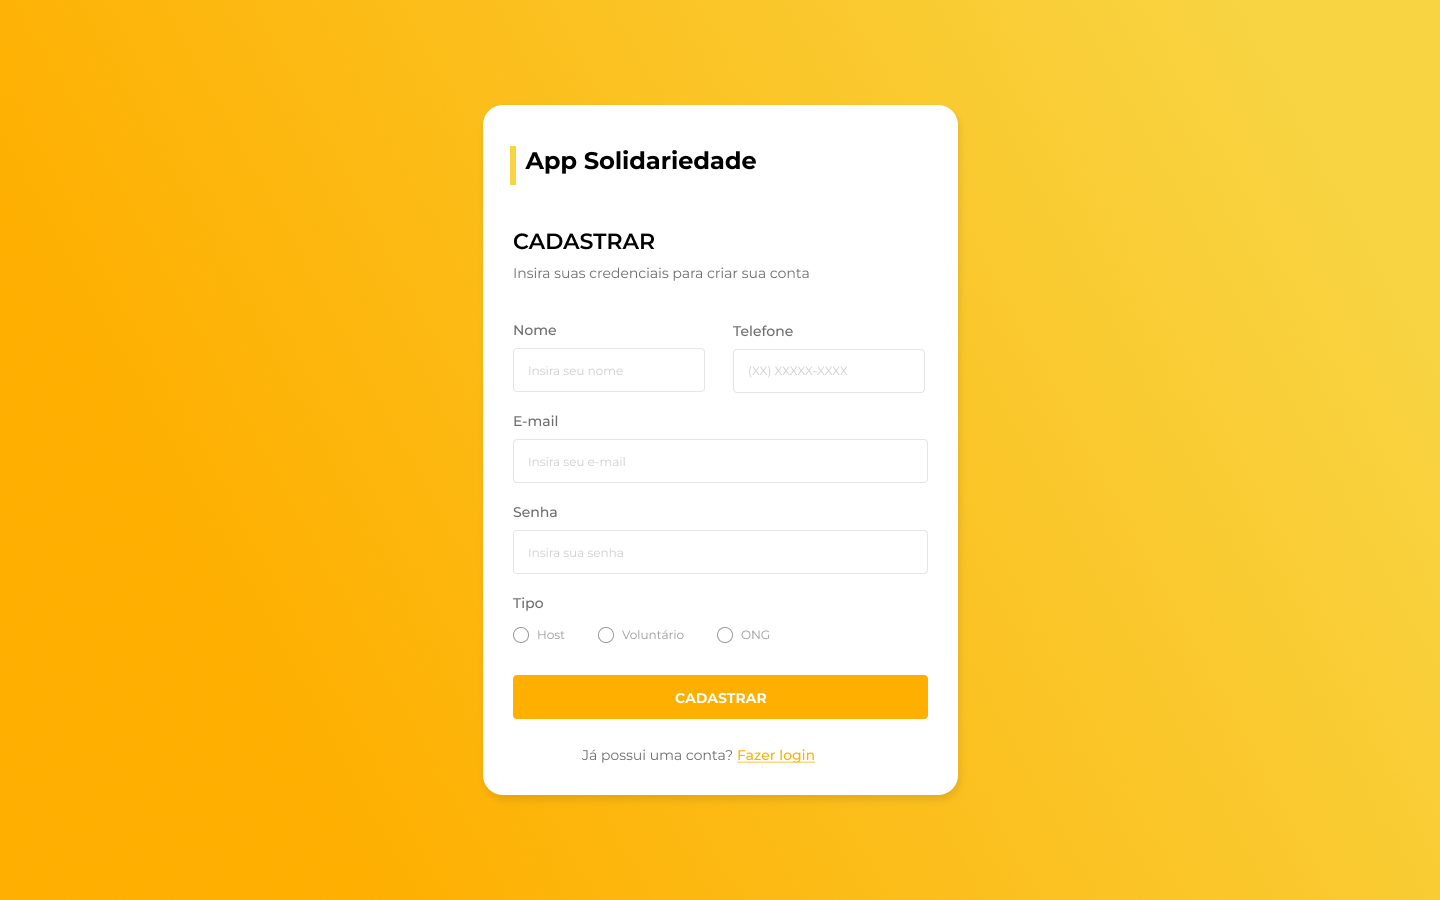 App Solidariedade
CADASTRAR
Insira suas credenciais para criar sua conta
Nome
Telefone
Insira seu nome
(XX) XXXXX-XXXX
E-mail
Insira seu e-mail
Senha
Insira sua senha
Tipo
Host Voluntário ONG
CADASTRAR
Já possui uma conta? Fazer login